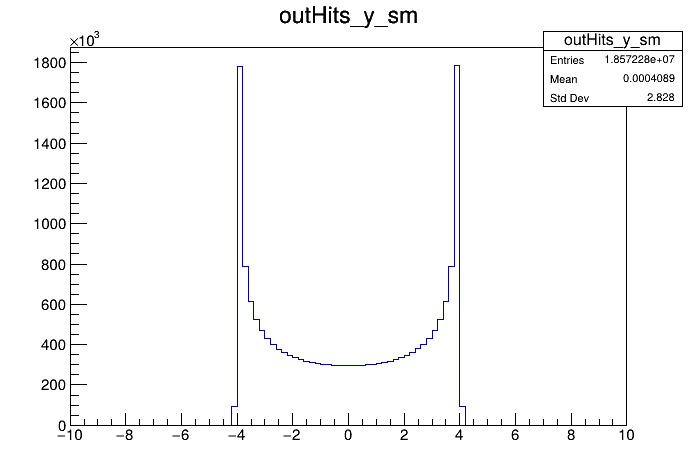 outHits_y_sm
×10³
outHits_y_sm
Entries 1.857228e+07
Mean 0.0004089
Std Dev 2.828
1800
1600
1400
1200
1000
800
600
400
200
0
−10 −8 −6 −4 −2 0 2 4 6 8 10